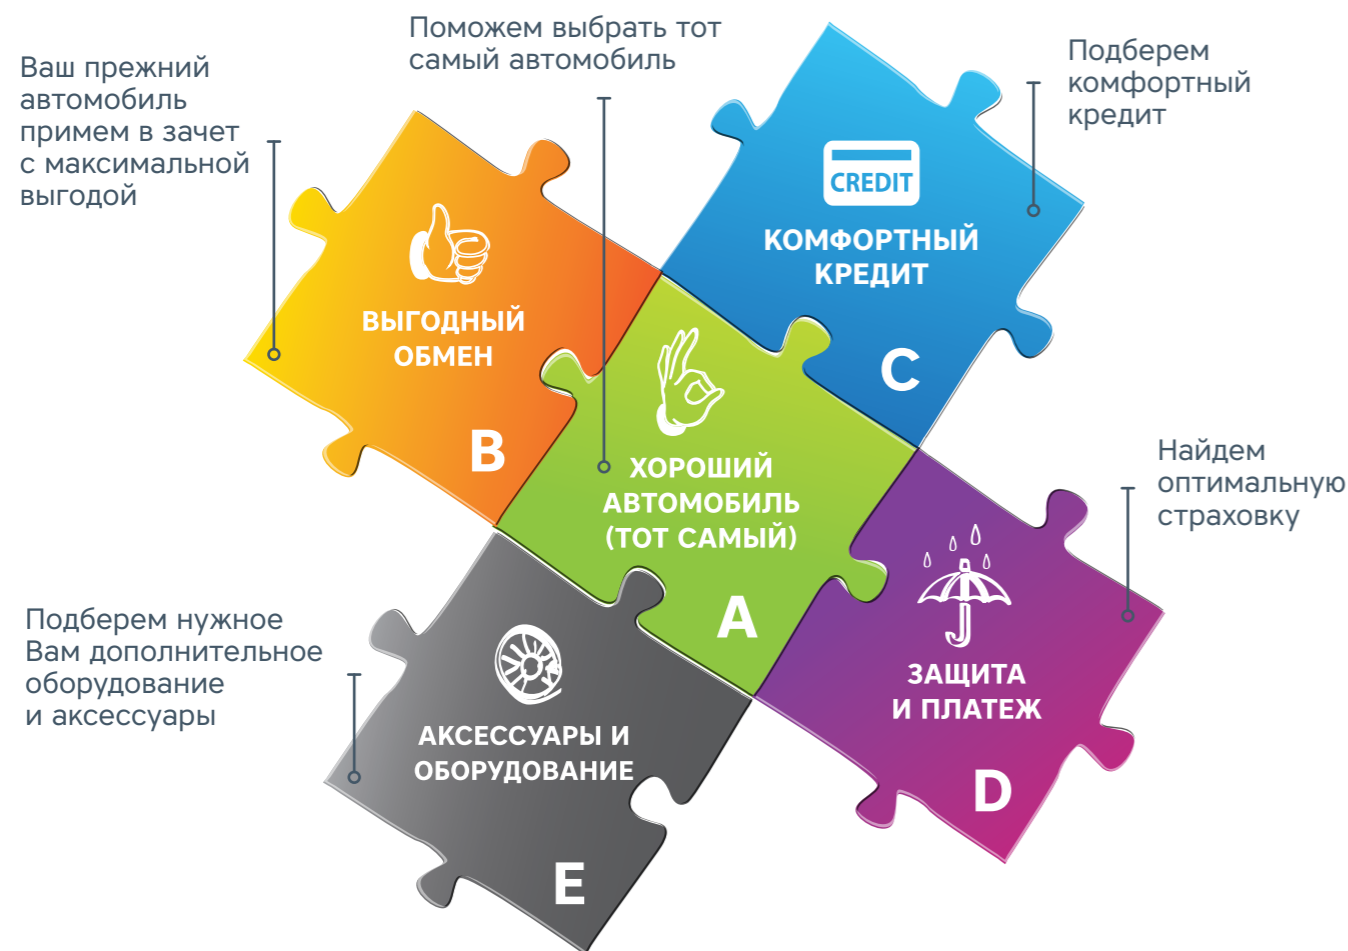 Ваш прежний
автомобиль
примем в зачет
с максимальной
выгодой
Поможем выбрать тот
самый автомобиль
Подберем
комфортный
кредит
CREDIT
КОМФОРТНЫЙ
КРЕДИТ
C
ВЫГОДНЫЙ
ОБМЕН
B
ХОРОШИЙ
АВТОМОБИЛЬ
(ТОТ САМЫЙ)
A
Найдем
оптимальную
страховку
ЗАЩИТА
И ПЛАТЕЖ
D
Подберем нужное
Вам дополнительное
оборудование
и аксессуары
АКСЕССУАРЫ И
ОБОРУДОВАНИЕ
E